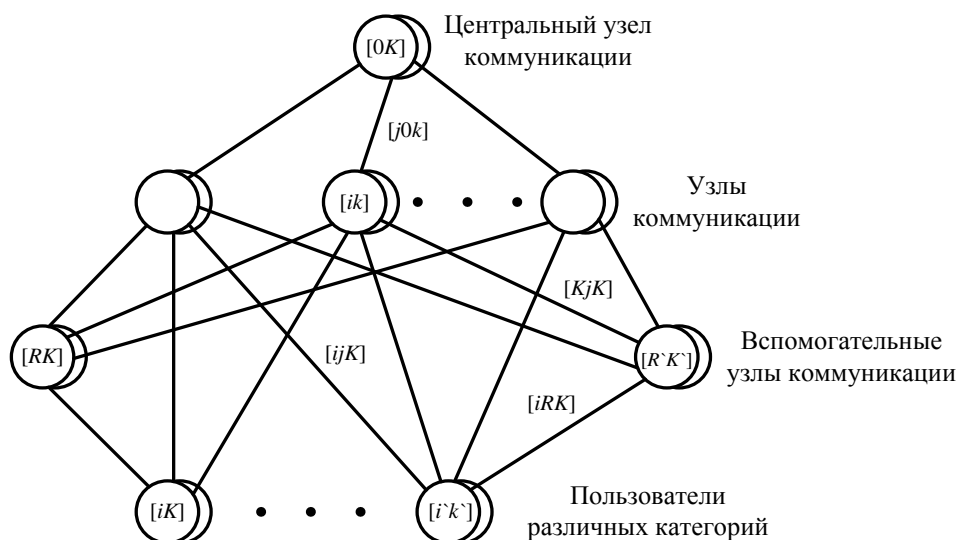 Центральный узел
коммуникации
[0K]
[j0k]
Узлы
коммуникации
[ik]
[KjK]
[RK]
[ijK]
[R`K`]
Вспомогательные
узлы коммуникации
[iRK]
[iK]
[i`k`]
Пользователи
различных категорий